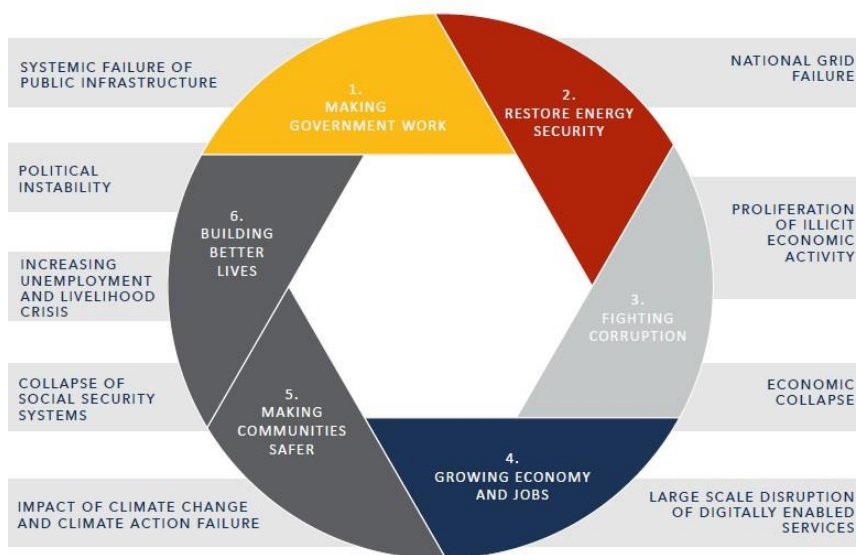 SYSTEMIC FAILURE OF
PUBLIC INFRASTRUCTURE
POLITICAL
INSTABILITY
INCREASING
UNEMPLOYMENT
AND LIVELIHOOD
CRISIS
COLLAPSE OF
SOCIAL SECURITY
SYSTEMS
IMPACT OF CLIMATE CHANGE
AND CLIMATE ACTION FAILURE
1.
MAKING
GOVERNMENT WORK
2.
RESTORE ENERGY
SECURITY
3.
FIGHTING
CORRUPTION
4.
GROWING ECONOMY
AND JOBS
5.
MAKING
COMMUNITIES
SAFER
6.
BUILDING
BETTER
LIVES
NATIONAL GRID
FAILURE
PROLIFERATION
OF ILLICIT
ECONOMIC
ACTIVITY
ECONOMIC
COLLAPSE
LARGE SCALE DISRUPTION
OF DIGITALLY ENABLED
SERVICES